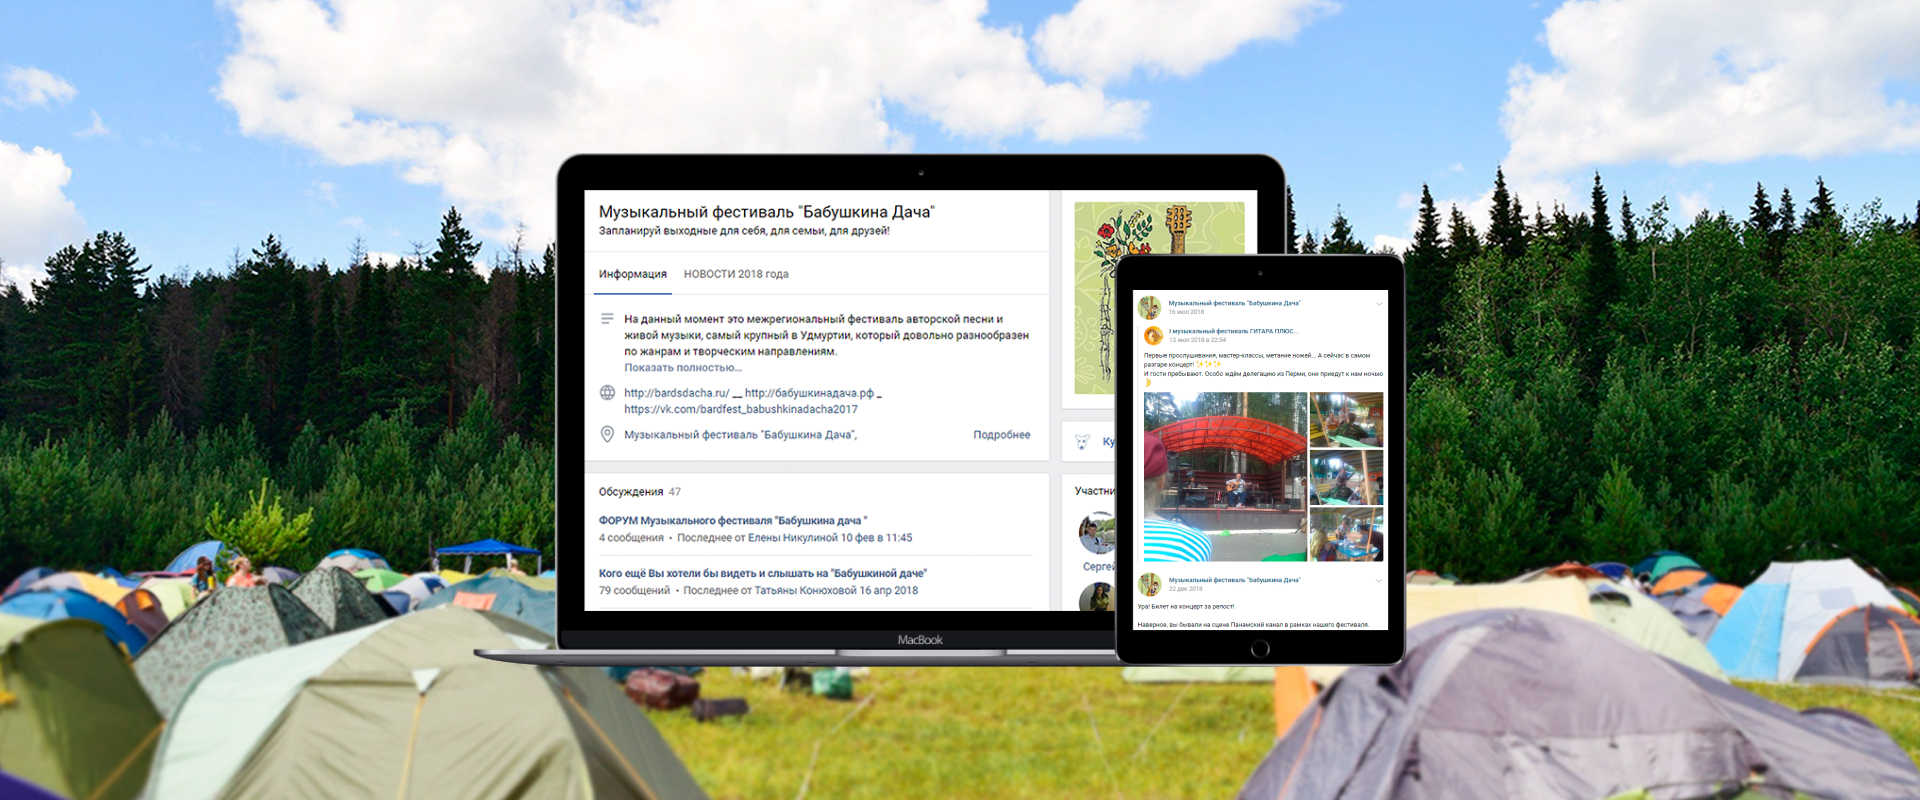 Музыкальный фестиваль "Бабушкина Дача"
Запланируй выходные для себя, для семьи, для друзей!
Информация НОВОСТИ 2018 года
На данный момент это межрегиональный фестиваль авторской песни и
живой музыки, самый крупный в Удмуртии, который довольно разнообразен
по жанрам и творческим направлениям.
Показать полностью...
http://bardsdacha.ru/ __ http://бабушкинадача.рф _
https://vk.com/bardfest_babushkinadacha2017
Музыкальный фестиваль "Бабушкина Дача", Подробнее
Обсуждения 47
ФОРУМ Музыкального фестиваля "Бабушкина дача "
4 сообщения • Последнее от Елены Никулиной 10 фев в 11:45
Кого ещё Вы хотели бы видеть и слышать на "Бабушкиной даче"
79 сообщений • Последнее от Татьяны Конюховой 16 апр 2018
Ку
Участни
Сергей
MacBook
Музыкальный фестиваль "Бабушкина Дача"
16 июл 2018
I музыкальный фестиваль ГИТАРА ПЛЮС...
13 июл 2018 в 22:54
Первые прослушивания, мастер-классы, метание ножей... А сейчас в самом
разгаре концерт! ✨✨✨
И гости пребывают. Особо ждём делегацию из Перми, они приедут к нам ночью
🌛
Музыкальный фестиваль "Бабушкина Дача"
22 дек 2018
Ура! Билет на концерт за репост!
Наверное, вы бывали на сцене Панамский канал в рамках нашего фестиваля.